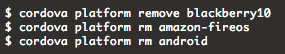 $ cordova platform remove blackberry10
$ cordova platform rm amazon-fireos
$ cordova platform rm android